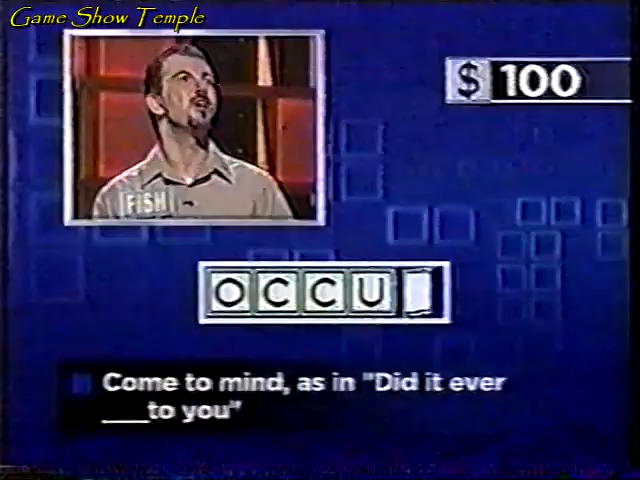 Game Show Temple
$ 100
FISH
OCCU
Come to mind, as in "Did it ever
___to you"